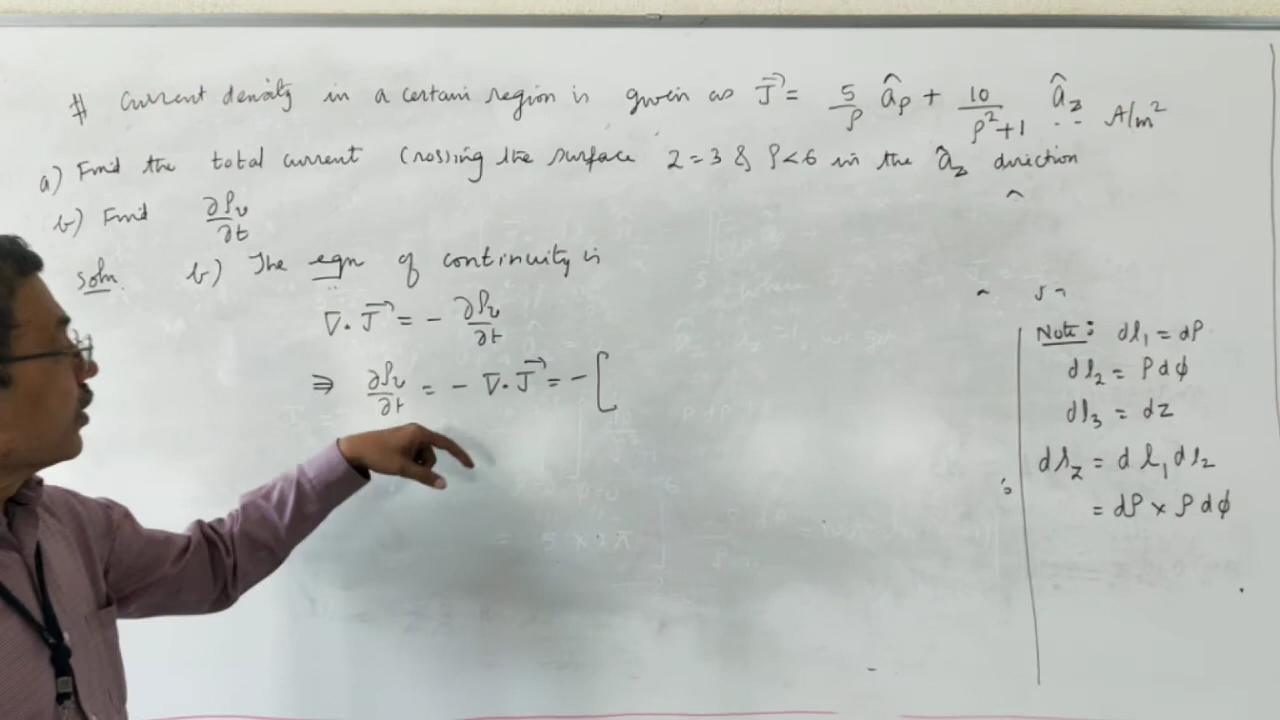 # Current density in a certain region is given as J⃗ = 5/ρ âρ + 10/(ρ²+1) âz A/m²
a) Find the total current crossing the surface Z=3 & ρ<6 in the âz direction
b) Find ∂ρv/∂t
Soln. b) The eqn of continuity is
∇·J⃗ = - ∂ρv/∂t
⇒ ∂ρv/∂t = - ∇·J⃗ = - [
Note: dl₁ = dρ
dl₂ = ρdφ
dl₃ = dz
dsz = dl₁ dl₂
= dρ × ρdφ